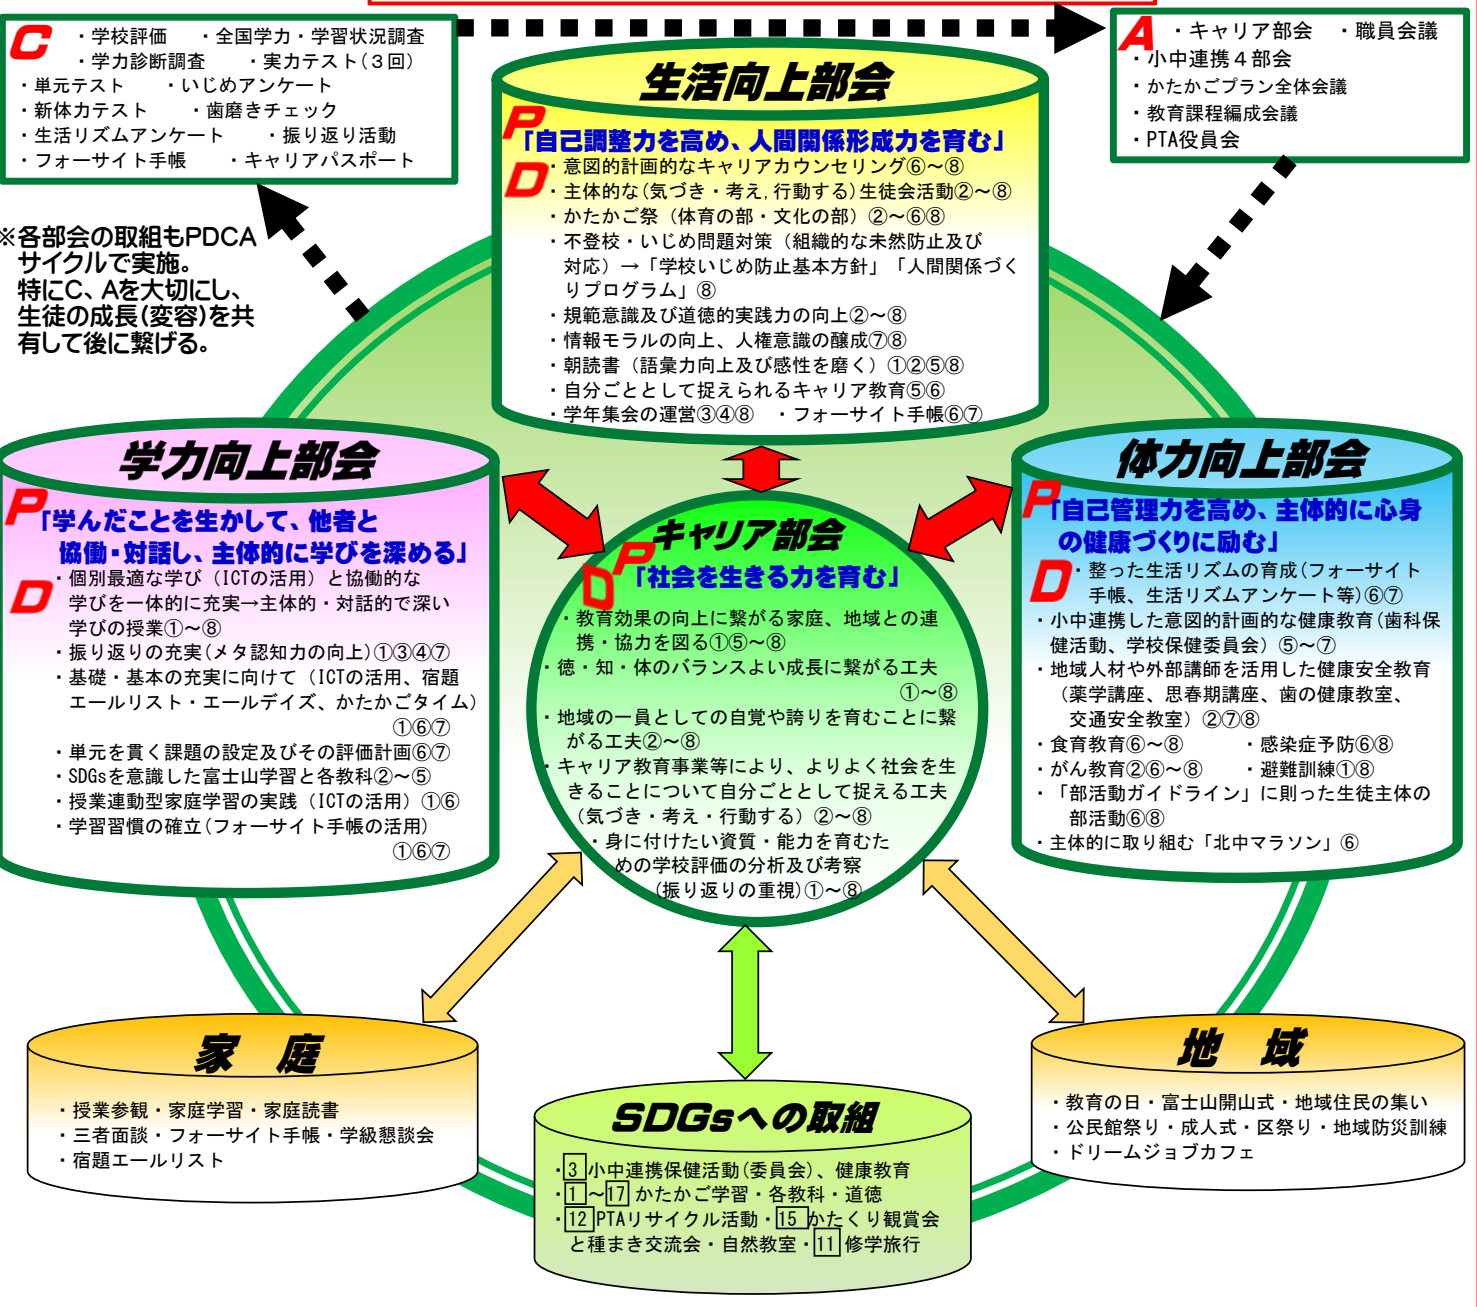 C ・学校評価　・全国学力・学習状況調査
・学力診断調査　・実力テスト(３回)
・単元テスト　・いじめアンケート
・新体力テスト　・歯磨きチェック
・生活リズムアンケート　・振り返り活動
・フォーサイト手帳　・キャリアパスポート
A ・キャリア部会　・職員会議
・小中連携４部会
・かたかごプラン全体会議
・教育課程編成会議
・PTA役員会
※各部会の取組もPDCA
サイクルで実施。
特にC、Aを大切にし、
生徒の成長(変容)を共
有して後に繋げる。
生活向上部会
P
「自己調整力を高め、人間関係形成力を育む」
D ・意図的計画的なキャリアカウンセリング⑥～⑧
・主体的な(気づき・考え,行動する)生徒会活動②～⑧
・かたかご祭（体育の部・文化の部）②～⑥⑧
・不登校・いじめ問題対策（組織的な未然防止及び
対応）→「学校いじめ防止基本方針」「人間関係づく
りプログラム」⑧
・規範意識及び道徳的実践力の向上②～⑧
・情報モラルの向上、人権意識の醸成⑦⑧
・朝読書（語彙力向上及び感性を磨く）①②⑤⑧
・自分ごととして捉えられるキャリア教育⑤⑥
・学年集会の運営③④⑧　・フォーサイト手帳⑥⑦
学力向上部会
P
「学んだことを生かして、他者と
協働・対話し、主体的に学びを深める」
D ・個別最適な学び（ICTの活用）と協働的な
学びを一体的に充実→主体的・対話的で深い
学びの授業①～⑧
・振り返りの充実(メタ認知力の向上)①③④⑦
・基礎・基本の充実に向けて（ICTの活用、宿題
エールリスト・エールデイズ、かたかごタイム）
①⑥⑦
・単元を貫く課題の設定及びその評価計画⑥⑦
・SDGsを意識した富士山学習と各教科②～⑤
・授業連動型家庭学習の実践（ICTの活用）①⑥
・学習習慣の確立(フォーサイト手帳の活用)
①⑥⑦
キャリア部会
P
「社会を生きる力を育む」
D
・教育効果の向上に繋がる家庭、地域との連
携・協力を図る①⑤～⑧
・徳・知・体のバランスよい成長に繋がる工夫
①～⑧
・地域の一員としての自覚や誇りを育むことに繋
がる工夫②～⑧
・キャリア教育事業等により、よりよく社会を生
きることについて自分ごととして捉える工夫
(気づき・考え・行動する）②～⑧
・身に付けたい資質・能力を育むた
めの学校評価の分析及び考察
(振り返りの重視)①～⑧
体力向上部会
P
「自己管理力を高め、主体的に心身
の健康づくりに励む」
D ・整った生活リズムの育成(フォーサイト
手帳、生活リズムアンケート等)⑥⑦
・小中連携した意図的計画的な健康教育(歯科保
健活動、学校保健委員会）⑤～⑦
・地域人材や外部講師を活用した健康安全教育
（薬学講座、思春期講座、歯の健康教室、
交通安全教室）②⑦⑧
・食育教育⑥～⑧　・感染症予防⑥⑧
・がん教育②⑥～⑧　・避難訓練①⑧
・「部活動ガイドライン」に則った生徒主体の
部活動⑥⑧
・主体的に取り組む「北中マラソン」⑥
家　庭
・授業参観・家庭学習・家庭読書
・三者面談・フォーサイト手帳・学級懇談会
・宿題エールリスト
SDGsへの取組
・3 小中連携保健活動(委員会)、健康教育
・1 ～17 かたかご学習・各教科・道徳
・12 PTAリサイクル活動・15 かたくり観賞会
と種まき交流会・自然教室・11 修学旅行
地　域
・教育の日・富士山開山式・地域住民の集い
・公民館祭り・成人式・区祭り・地域防災訓練
・ドリームジョブカフェ